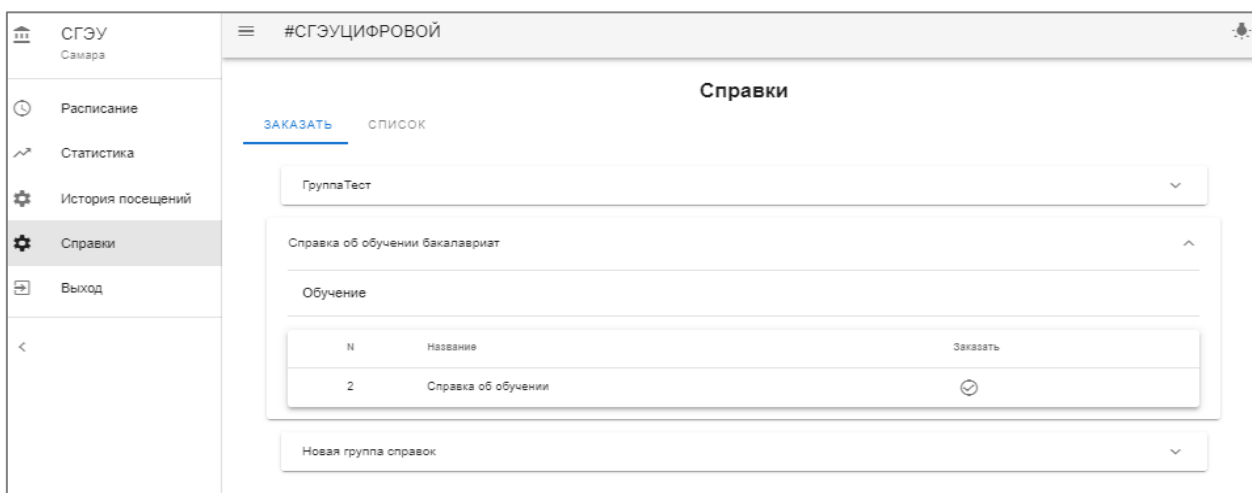 СГЭУ
Самара
Расписание
Статистика
История посещений
Справки
Выход
#СГЭУЦИФРОВОЙ
Справки
ЗАКАЗАТЬ СПИСОК
ГруппаТест
Справка об обучении бакалавриат
Обучение
N Название Заказать
2 Справка об обучении
Новая группа справок